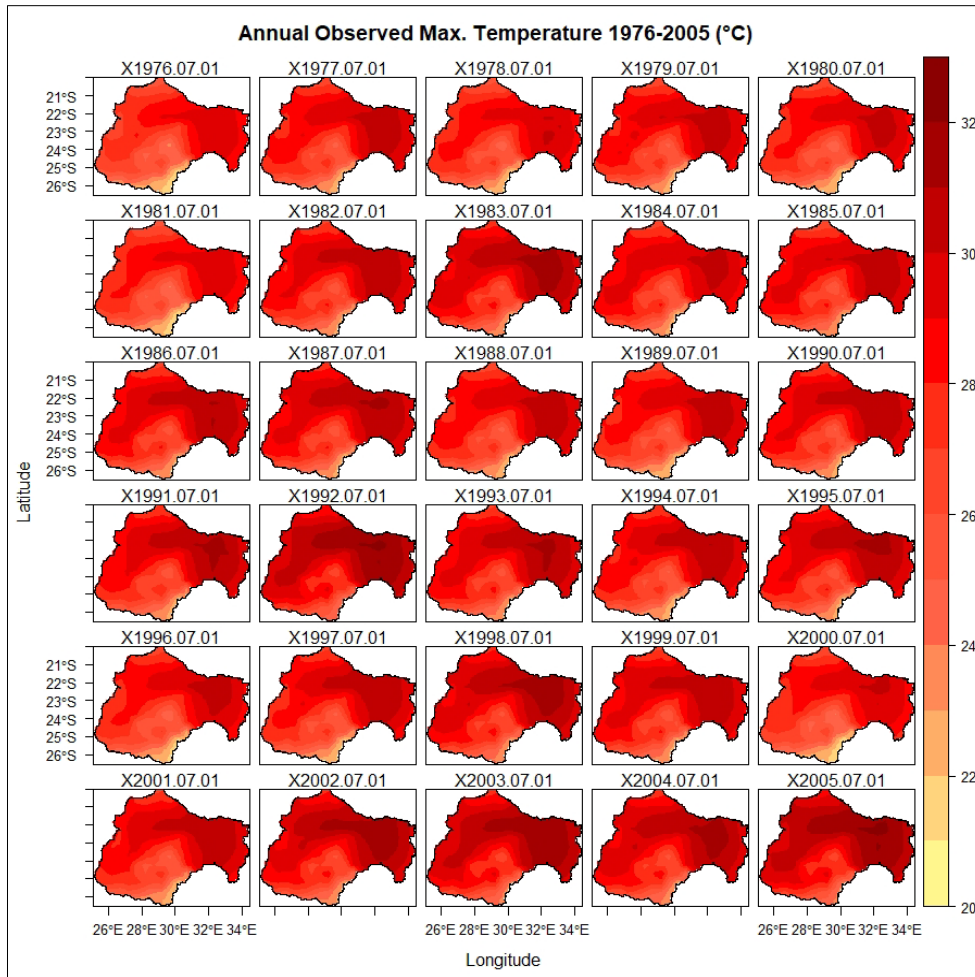 Annual Observed Max. Temperature 1976-2005 (°C)
X1976.07.01 X1977.07.01 X1978.07.01 X1979.07.01 X1980.07.01
21°S
22°S
23°S
24°S
25°S
26°S
X1981.07.01 X1982.07.01 X1983.07.01 X1984.07.01 X1985.07.01
X1986.07.01 X1987.07.01 X1988.07.01 X1989.07.01 X1990.07.01
21°S
22°S
23°S
24°S
25°S
26°S
X1991.07.01 X1992.07.01 X1993.07.01 X1994.07.01 X1995.07.01
X1996.07.01 X1997.07.01 X1998.07.01 X1999.07.01 X2000.07.01
21°S
22°S
23°S
24°S
25°S
26°S
X2001.07.01 X2002.07.01 X2003.07.01 X2004.07.01 X2005.07.01
26°E 28°E 30°E 32°E 34°E
26°E 28°E 30°E 32°E 34°E
26°E 28°E 30°E 32°E 34°E
Longitude
Latitude
32
30
28
26
24
22
20